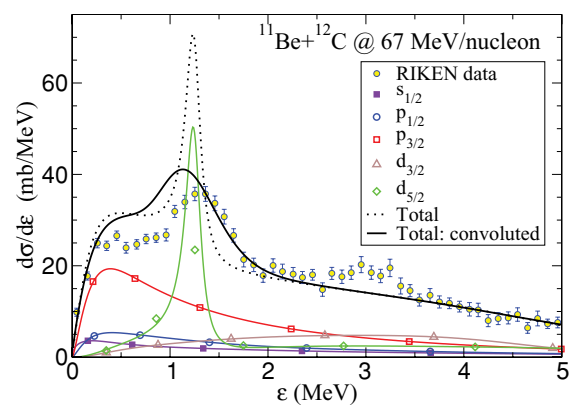 ¹¹Be+¹²C @ 67 MeV/nucleon
RIKEN data
s₁/₂
p₁/₂
p₃/₂
d₃/₂
d₅/₂
Total
Total: convoluted
dσ/dε (mb/MeV)
60
40
20
0
0
1
2
3
4
5
ε (MeV)